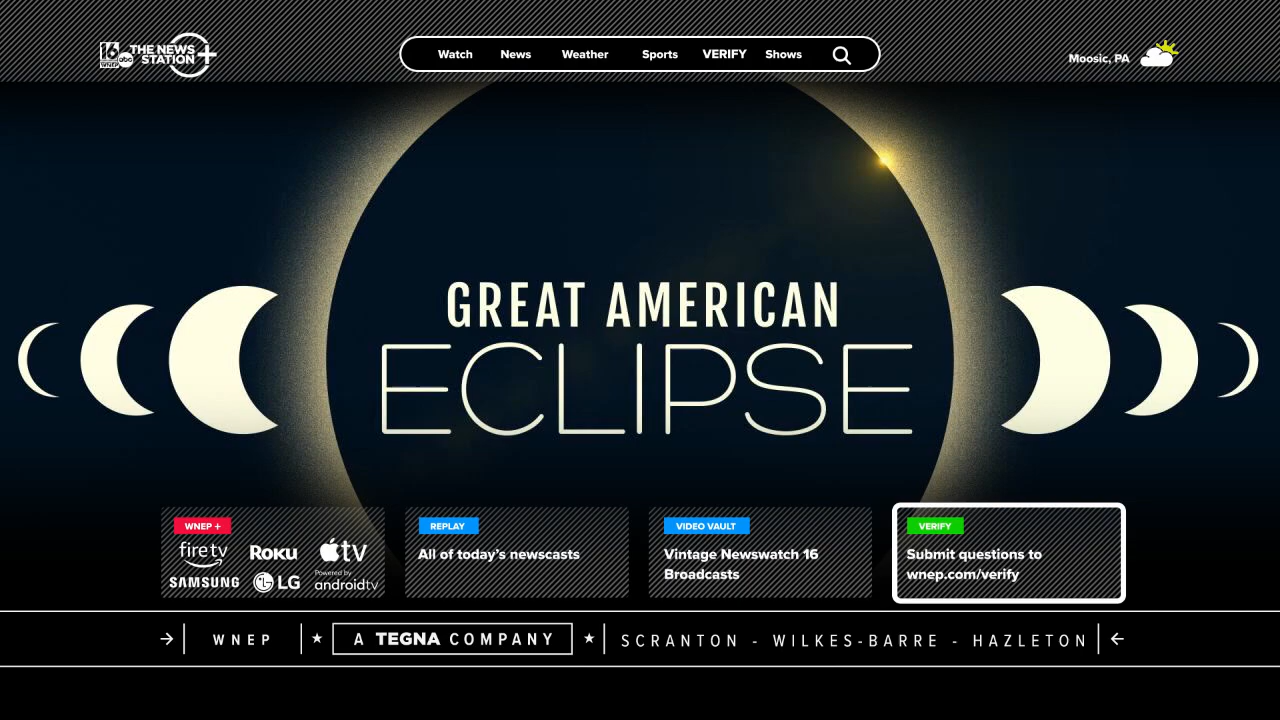 16 WNEP abc THE NEWS STATION +
Watch News Weather Sports VERIFY Shows
Moosic, PA
GREAT AMERICAN
ECLIPSE
WNEP +
firetv Roku tv
SAMSUNG LG Powered by androidtv
REPLAY
All of today's newscasts
VIDEO VAULT
Vintage Newswatch 16
Broadcasts
VERIFY
Submit questions to
wnep.com/verify
WNEP ★ A TEGNA COMPANY ★ SCRANTON - WILKES-BARRE - HAZLETON